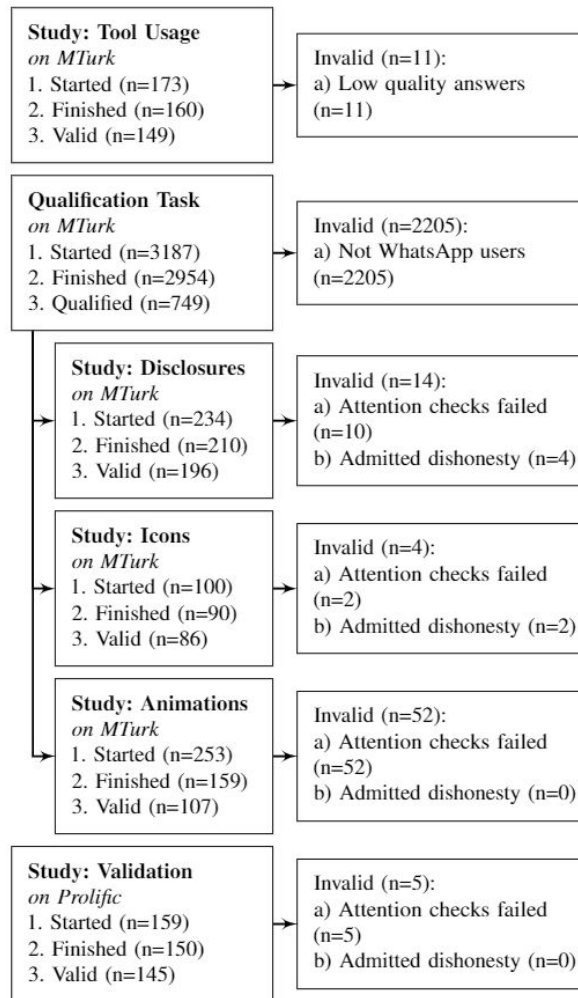 Study: Tool Usage
on MTurk
1. Started (n=173)
2. Finished (n=160)
3. Valid (n=149)
Invalid (n=11):
a) Low quality answers
(n=11)
Qualification Task
on MTurk
1. Started (n=3187)
2. Finished (n=2954)
3. Qualified (n=749)
Invalid (n=2205):
a) Not WhatsApp users
(n=2205)
Study: Disclosures
on MTurk
1. Started (n=234)
2. Finished (n=210)
3. Valid (n=196)
Invalid (n=14):
a) Attention checks failed
(n=10)
b) Admitted dishonesty (n=4)
Study: Icons
on MTurk
1. Started (n=100)
2. Finished (n=90)
3. Valid (n=86)
Invalid (n=4):
a) Attention checks failed
(n=2)
b) Admitted dishonesty (n=2)
Study: Animations
on MTurk
1. Started (n=253)
2. Finished (n=159)
3. Valid (n=107)
Invalid (n=52):
a) Attention checks failed
(n=52)
b) Admitted dishonesty (n=0)
Study: Validation
on Prolific
1. Started (n=159)
2. Finished (n=150)
3. Valid (n=145)
Invalid (n=5):
a) Attention checks failed
(n=5)
b) Admitted dishonesty (n=0)